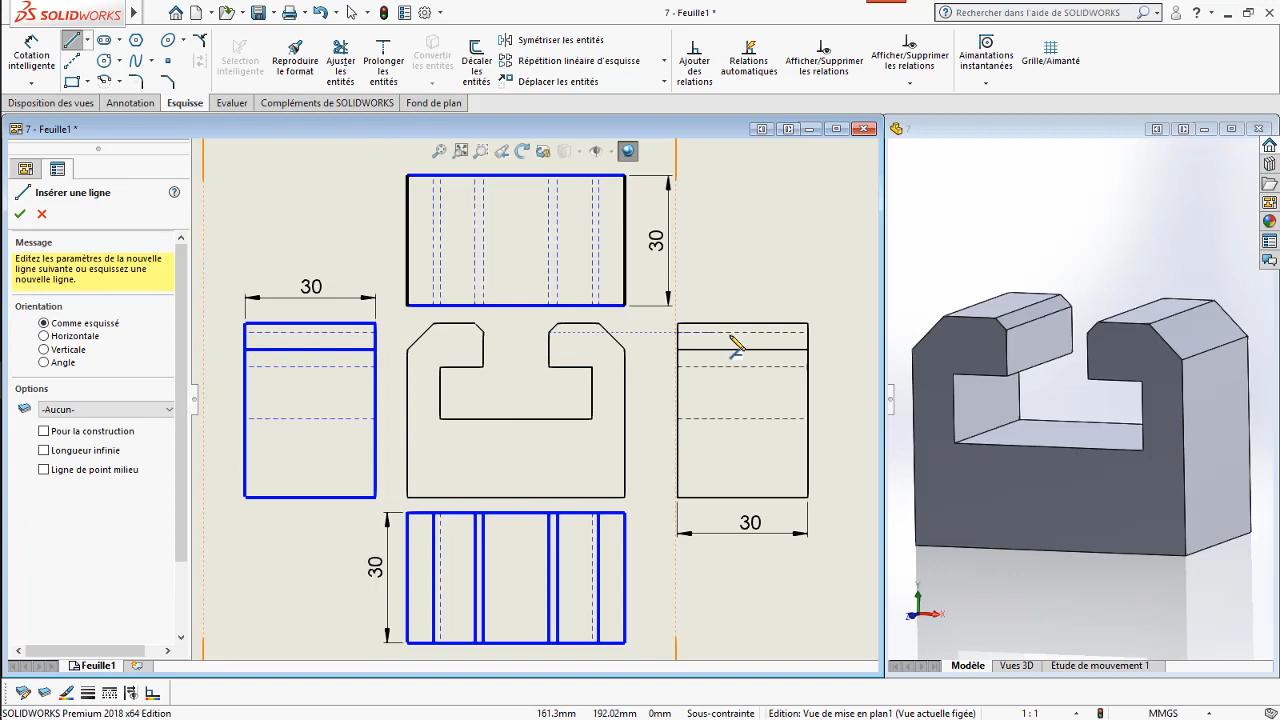 SOLIDWORKS
7 - Feuille1 *
Rechercher dans l'aide de SOLIDWORKS
Cotation intelligente
Sélection intelligente
Reproduire le format
Ajuster les entités
Prolonger les entités
Convertir les entités
Décaler les entités
Symétriser les entités
Répétition linéaire d'esquisse
Déplacer les entités
Ajouter des relations
Relations automatiques
Afficher/Supprimer les relations
Afficher/Supprimer les relations
Aimantations instantanées
Grille/Aimanté
Disposition des vues
Annotation
Esquisse
Evaluer
Compléments de SOLIDWORKS
Fond de plan
7 - Feuille1 *
7
Insérer une ligne
Message
Editez les paramètres de la nouvelle
ligne suivante ou esquissez une
nouvelle ligne.
Orientation
Comme esquissé
Horizontale
Verticale
Angle
Options
-Aucun-
Pour la construction
Longueur infinie
Ligne de point milieu
30
30
30
30
Y
X
Z
Feuille1
Modèle
Vues 3D
Etude de mouvement 1
SOLIDWORKS Premium 2018 x64 Edition
161.3mm
192.02mm
0mm
Sous-contrainte
Edition: Vue de mise en plan1 (Vue actuelle figée)
1 : 1
MMGS